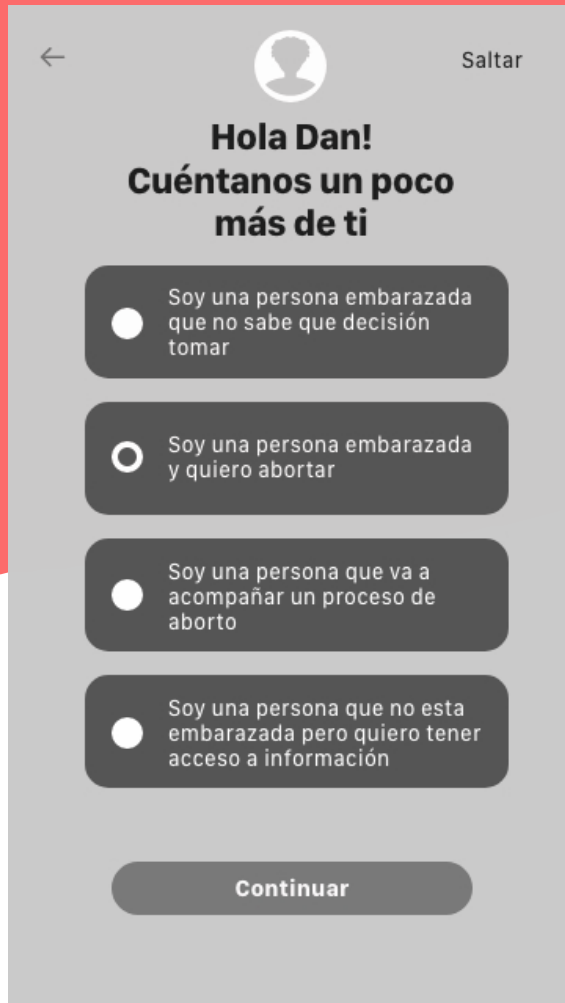 Saltar
Hola Dan!
Cuéntanos un poco
más de ti
Soy una persona embarazada
que no sabe que decisión
tomar
Soy una persona embarazada
y quiero abortar
Soy una persona que va a
acompañar un proceso de
aborto
Soy una persona que no esta
embarazada pero quiero tener
acceso a información
Continuar